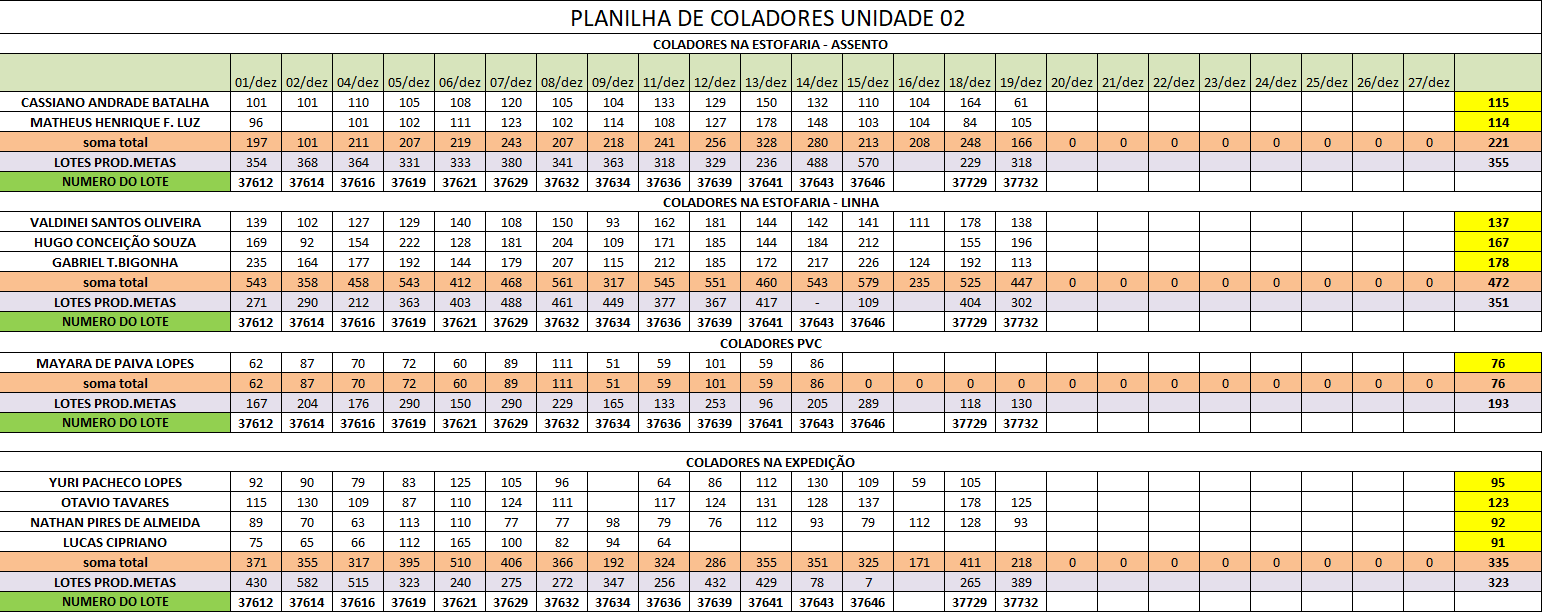 PLANILHA DE COLADORES UNIDADE 02
COLADORES NA ESTOFARIA - ASSENTO
01/dez 02/dez 04/dez 05/dez 06/dez 07/dez 08/dez 09/dez 11/dez 12/dez 13/dez 14/dez 15/dez 16/dez 18/dez 19/dez 20/dez 21/dez 22/dez 23/dez 24/dez 25/dez 26/dez 27/dez
CASSIANO ANDRADE BATALHA 101 101 110 105 108 120 105 104 133 129 150 132 110 104 164 61 115
MATHEUS HENRIQUE F. LUZ 96 101 102 111 123 102 114 108 127 178 148 103 104 84 105 114
soma total 197 101 211 207 219 243 207 218 241 256 328 280 213 208 248 166 0 0 0 0 0 0 0 0 221
LOTES PROD.METAS 354 368 364 331 333 380 341 363 318 329 236 488 570 229 318 355
NUMERO DO LOTE 37612 37614 37616 37619 37621 37629 37632 37634 37636 37639 37641 37643 37646 37729 37732
COLADORES NA ESTOFARIA - LINHA
VALDINEI SANTOS OLIVEIRA 139 102 127 129 140 108 150 93 162 181 144 142 141 111 178 138 137
HUGO CONCEIÇÃO SOUZA 169 92 154 222 128 181 204 109 171 185 144 184 212 155 196 167
GABRIEL T.BIGONHA 235 164 177 192 144 179 207 115 212 185 172 217 226 124 192 113 178
soma total 543 358 458 543 412 468 561 317 545 551 460 543 579 235 525 447 0 0 0 0 0 0 0 0 472
LOTES PROD.METAS 271 290 212 363 403 488 461 449 377 367 417 - 109 404 302 351
NUMERO DO LOTE 37612 37614 37616 37619 37621 37629 37632 37634 37636 37639 37641 37643 37646 37729 37732
COLADORES PVC
MAYARA DE PAIVA LOPES 62 87 70 72 60 89 111 51 59 101 59 86 76
soma total 62 87 70 72 60 89 111 51 59 101 59 86 0 0 0 0 0 0 0 0 0 0 0 0 76
LOTES PROD.METAS 167 204 176 290 150 290 229 165 133 253 96 205 289 118 130 193
NUMERO DO LOTE 37612 37614 37616 37619 37621 37629 37632 37634 37636 37639 37641 37643 37646 37729 37732
COLADORES NA EXPEDIÇÃO
YURI PACHECO LOPES 92 90 79 83 125 105 96 64 86 112 130 109 59 105 95
OTAVIO TAVARES 115 130 109 87 110 124 111 117 124 131 128 137 178 125 123
NATHAN PIRES DE ALMEIDA 89 70 63 113 110 77 77 98 79 76 112 93 79 112 128 93 92
LUCAS CIPRIANO 75 65 66 112 165 100 82 94 64 91
soma total 371 355 317 395 510 406 366 192 324 286 355 351 325 171 411 218 0 0 0 0 0 0 0 0 335
LOTES PROD.METAS 430 582 515 323 240 275 272 347 256 432 429 78 7 265 389 323
NUMERO DO LOTE 37612 37614 37616 37619 37621 37629 37632 37634 37636 37639 37641 37643 37646 37729 37732